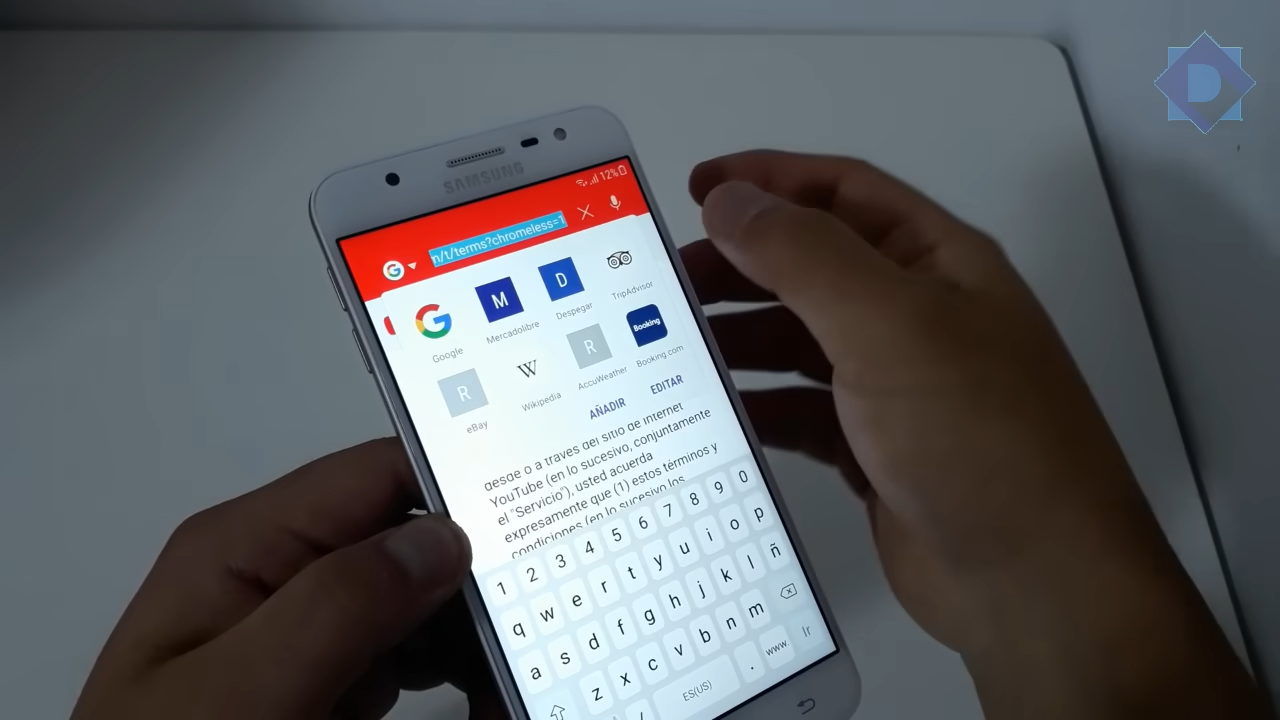 D
SAMSUNG
12%
n/t/terms?chromeless=1
G
M
D
Google
Mercadolibre
Despegar
TripAdvisor
R
W
R
Booking
eBay
Wikipedia
AccuWeather
Booking.com
AÑADIR
EDITAR
desde o a través del sitio de Internet
YouTube (en lo sucesivo, conjuntamente
el "Servicio"), usted acuerda
expresamente que (1) estos términos y
condiciones (en lo sucesivo los
1 2 3 4 5 6 7 8 9 0
q w e r t y u i o p
a s d f g h j k l ñ
z x c v b n m
/ ES(US) . www Ir